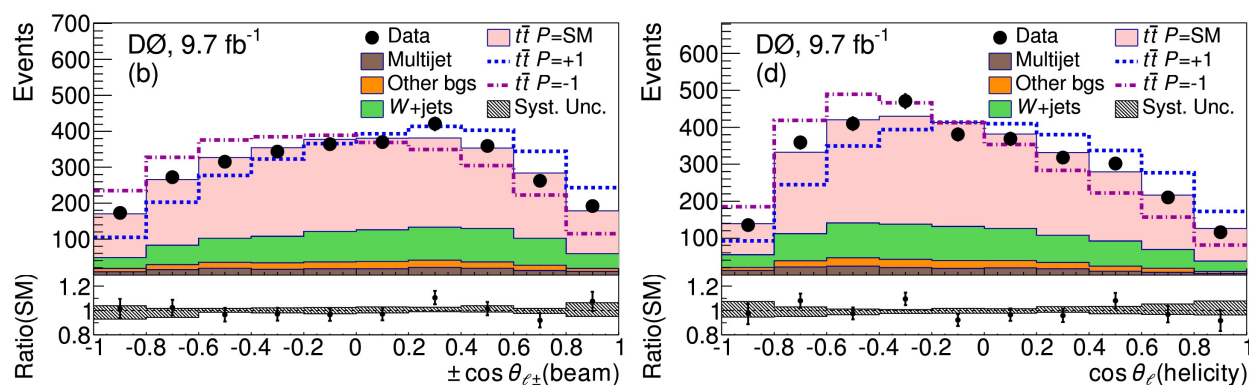 Events
700
600
500
400
300
200
100
DØ, 9.7 fb-1
(b)
Data
Multijet
Other bgs
W+jets
tt̄ P=SM
tt̄ P=+1
tt̄ P=-1
Syst. Unc.
Ratio(SM)
1.2
1
0.8
-1 -0.8 -0.6 -0.4 -0.2 0 0.2 0.4 0.6 0.8 1
± cos θℓ± (beam)
Events
600
500
400
300
200
100
DØ, 9.7 fb-1
(d)
Data
Multijet
Other bgs
W+jets
tt̄ P=SM
tt̄ P=+1
tt̄ P=-1
Syst. Unc.
Ratio(SM)
1.2
1
0.8
-1 -0.8 -0.6 -0.4 -0.2 0 0.2 0.4 0.6 0.8 1
cos θℓ (helicity)